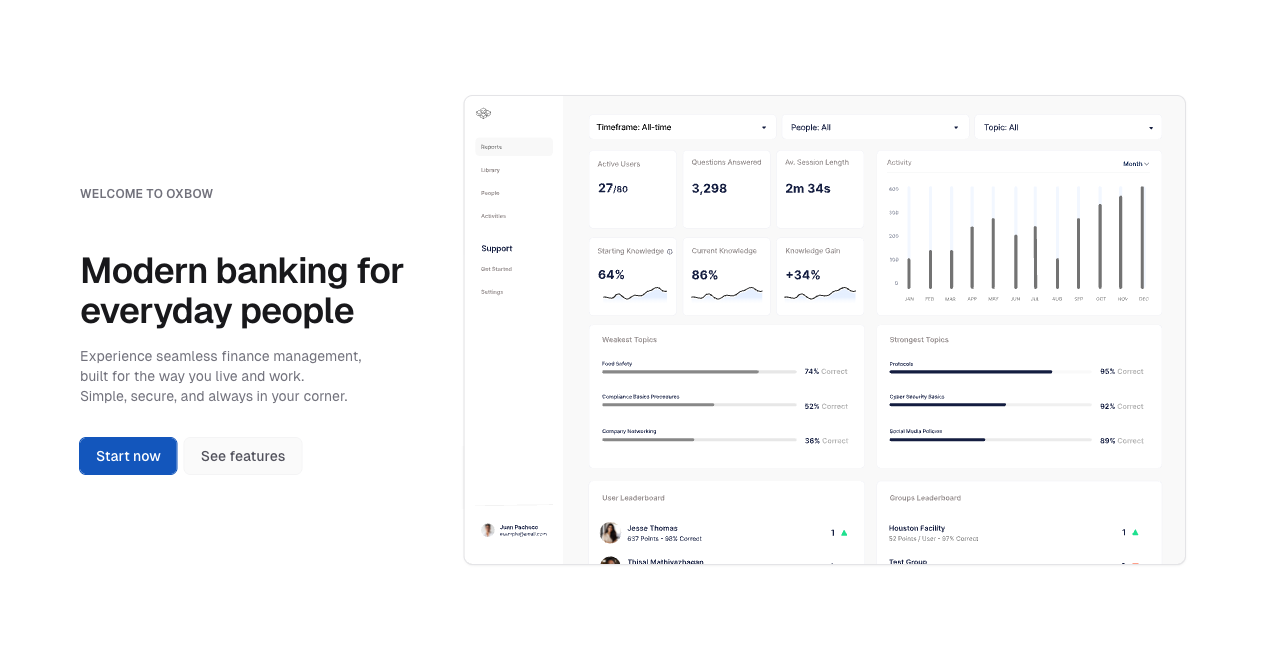 WELCOME TO OXBOW
Modern banking for
everyday people
Experience seamless finance management,
built for the way you live and work.
Simple, secure, and always in your corner.
Start now
See features
Reports
Library
People
Activities
Support
Get Started
Settings
Juan Pacheco
example@email.com
Timeframe: All-time
People: All
Topic: All
Active Users
27/80
Questions Answered
3,298
Av. Session Length
2m 34s
Starting Knowledge
64%
Current Knowledge
86%
Knowledge Gain
+34%
Activity
Month
400
300
200
100
0
JAN FEB MAR APR MAY JUN JUL AUG SEP OCT NOV DEC
Weakest Topics
Food Safety
74% Correct
Compliance Basics Procedures
52% Correct
Company Networking
36% Correct
Strongest Topics
Protocols
95% Correct
Cyber Security Basics
92% Correct
Social Media Policies
89% Correct
User Leaderboard
Jesse Thomas
637 Points - 98% Correct
1
Thisal Mathiyazhagan
Groups Leaderboard
Houston Facility
52 Points / User - 97% Correct
1
Test Group